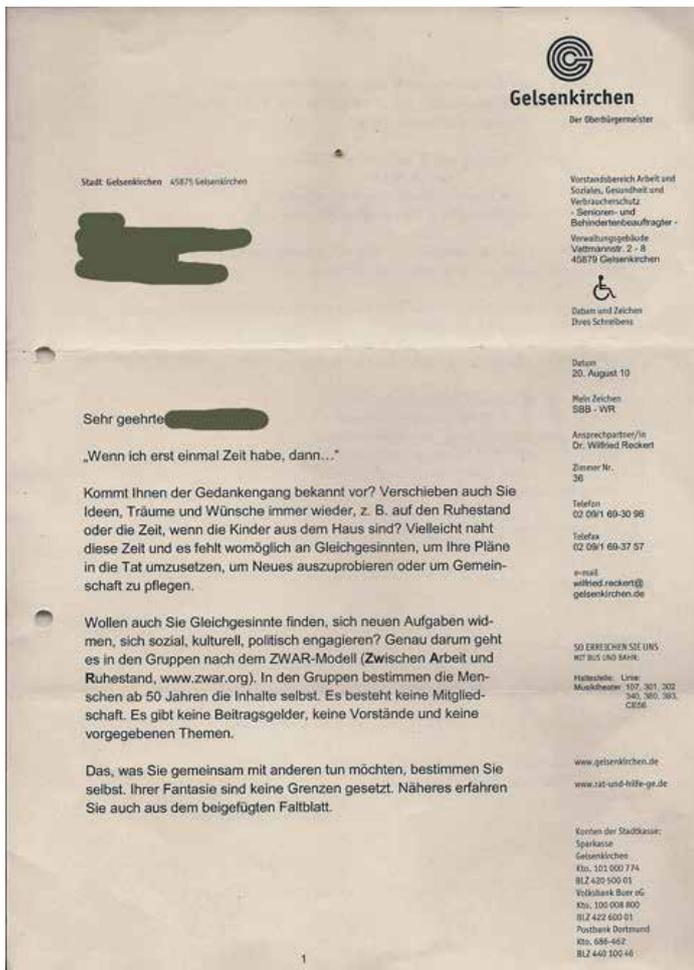 Gelsenkirchen
Der Oberbürgermeister
Stadt Gelsenkirchen 45875 Gelsenkirchen
Vorstandsbereich Arbeit und
Soziales, Gesundheit und
Verbraucherschutz
- Senioren- und
Behindertenbeauftragter -
Verwaltungsgebäude
Vattmannstr. 2 - 8
45879 Gelsenkirchen
Datum und Zeichen
Ihres Schreibens
Datum
20. August 10
Mein Zeichen
SBB - WR
Ansprechpartner/in
Dr. Wilfried Reckert
Zimmer Nr.
36
Telefon
02 09/1 69-30 98
Telefax
02 09/1 69-37 57
e-mail
wilfried.reckert@
gelsenkirchen.de
SO ERREICHEN SIE UNS
MIT BUS UND BAHN:
Haltestelle: Linie:
Musiktheater 107, 301, 302
340, 380, 383,
CE56
www.gelsenkirchen.de
www.rat-und-hilfe-ge.de
Konten der Stadtkasse:
Sparkasse
Gelsenkirchen
Kto. 101 000 774
BLZ 420 500 01
Volksbank Buer eG
Kto. 100 008 800
BLZ 422 600 01
Postbank Dortmund
Kto. 686-462
BLZ 440 100 46
Sehr geehrte
„Wenn ich erst einmal Zeit habe, dann…“
Kommt Ihnen der Gedankengang bekannt vor? Verschieben auch Sie
Ideen, Träume und Wünsche immer wieder, z. B. auf den Ruhestand
oder die Zeit, wenn die Kinder aus dem Haus sind? Vielleicht naht
diese Zeit und es fehlt womöglich an Gleichgesinnten, um Ihre Pläne
in die Tat umzusetzen, um Neues auszuprobieren oder um Gemein-
schaft zu pflegen.
Wollen auch Sie Gleichgesinnte finden, sich neuen Aufgaben wid-
men, sich sozial, kulturell, politisch engagieren? Genau darum geht
es in den Gruppen nach dem ZWAR-Modell (Zwischen Arbeit und
Ruhestand, www.zwar.org). In den Gruppen bestimmen die Men-
schen ab 50 Jahren die Inhalte selbst. Es besteht keine Mitglied-
schaft. Es gibt keine Beitragsgelder, keine Vorstände und keine
vorgegebenen Themen.
Das, was Sie gemeinsam mit anderen tun möchten, bestimmen Sie
selbst. Ihrer Fantasie sind keine Grenzen gesetzt. Näheres erfahren
Sie auch aus dem beigefügten Faltblatt.
1